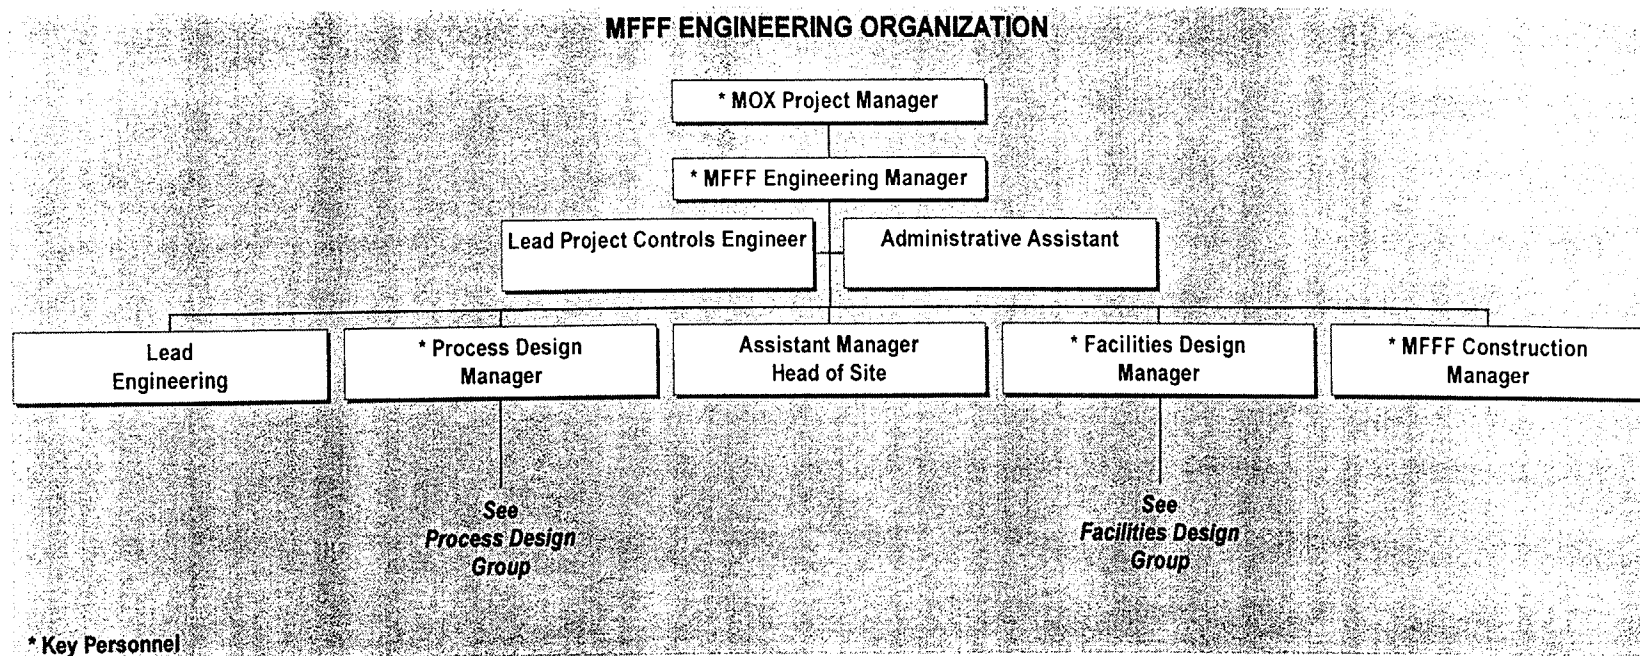 MFFF ENGINEERING ORGANIZATION
* MOX Project Manager
* MFFF Engineering Manager
Lead Project Controls Engineer
Administrative Assistant
Lead
Engineering
* Process Design
Manager
Assistant Manager
Head of Site
* Facilities Design
Manager
* MFFF Construction
Manager
See
Process Design
Group
See
Facilities Design
Group
* Key Personnel